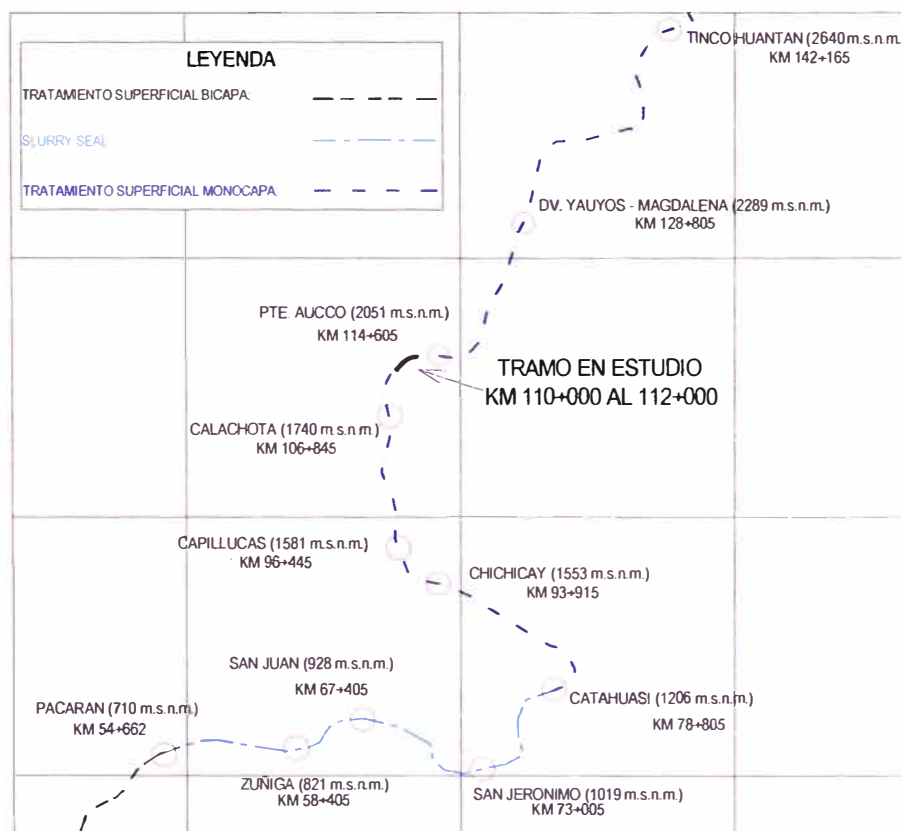 LEYENDA
TRATAMIENTO SUPERFICIAL BICAPA:
SLURRY SEAL
TRATAMIENTO SUPERFICIAL MONOCAPA:
TINCO HUANTAN (2640 m.s.n.m.)
KM 142+165
DV. YAUYOS - MAGDALENA (2289 m.s.n.m.)
KM 128+805
PTE. AUCCO (2051 m.s.n.m.)
KM 114+605
TRAMO EN ESTUDIO
KM 110+000 AL 112+000
CALACHOTA (1740 m.s.n.m.)
KM 106+845
CAPILLUCAS (1581 m.s.n.m.)
KM 96+445
CHICHICAY (1553 m.s.n.m.)
KM 93+915
SAN JUAN (928 m.s.n.m.)
KM 67+405
CATAHUASI (1206 m.s.n.m.)
KM 78+805
PACARAN (710 m.s.n.m.)
KM 54+662
ZUÑIGA (821 m.s.n.m.)
KM 58+405
SAN JERONIMO (1019 m.s.n.m.)
KM 73+005